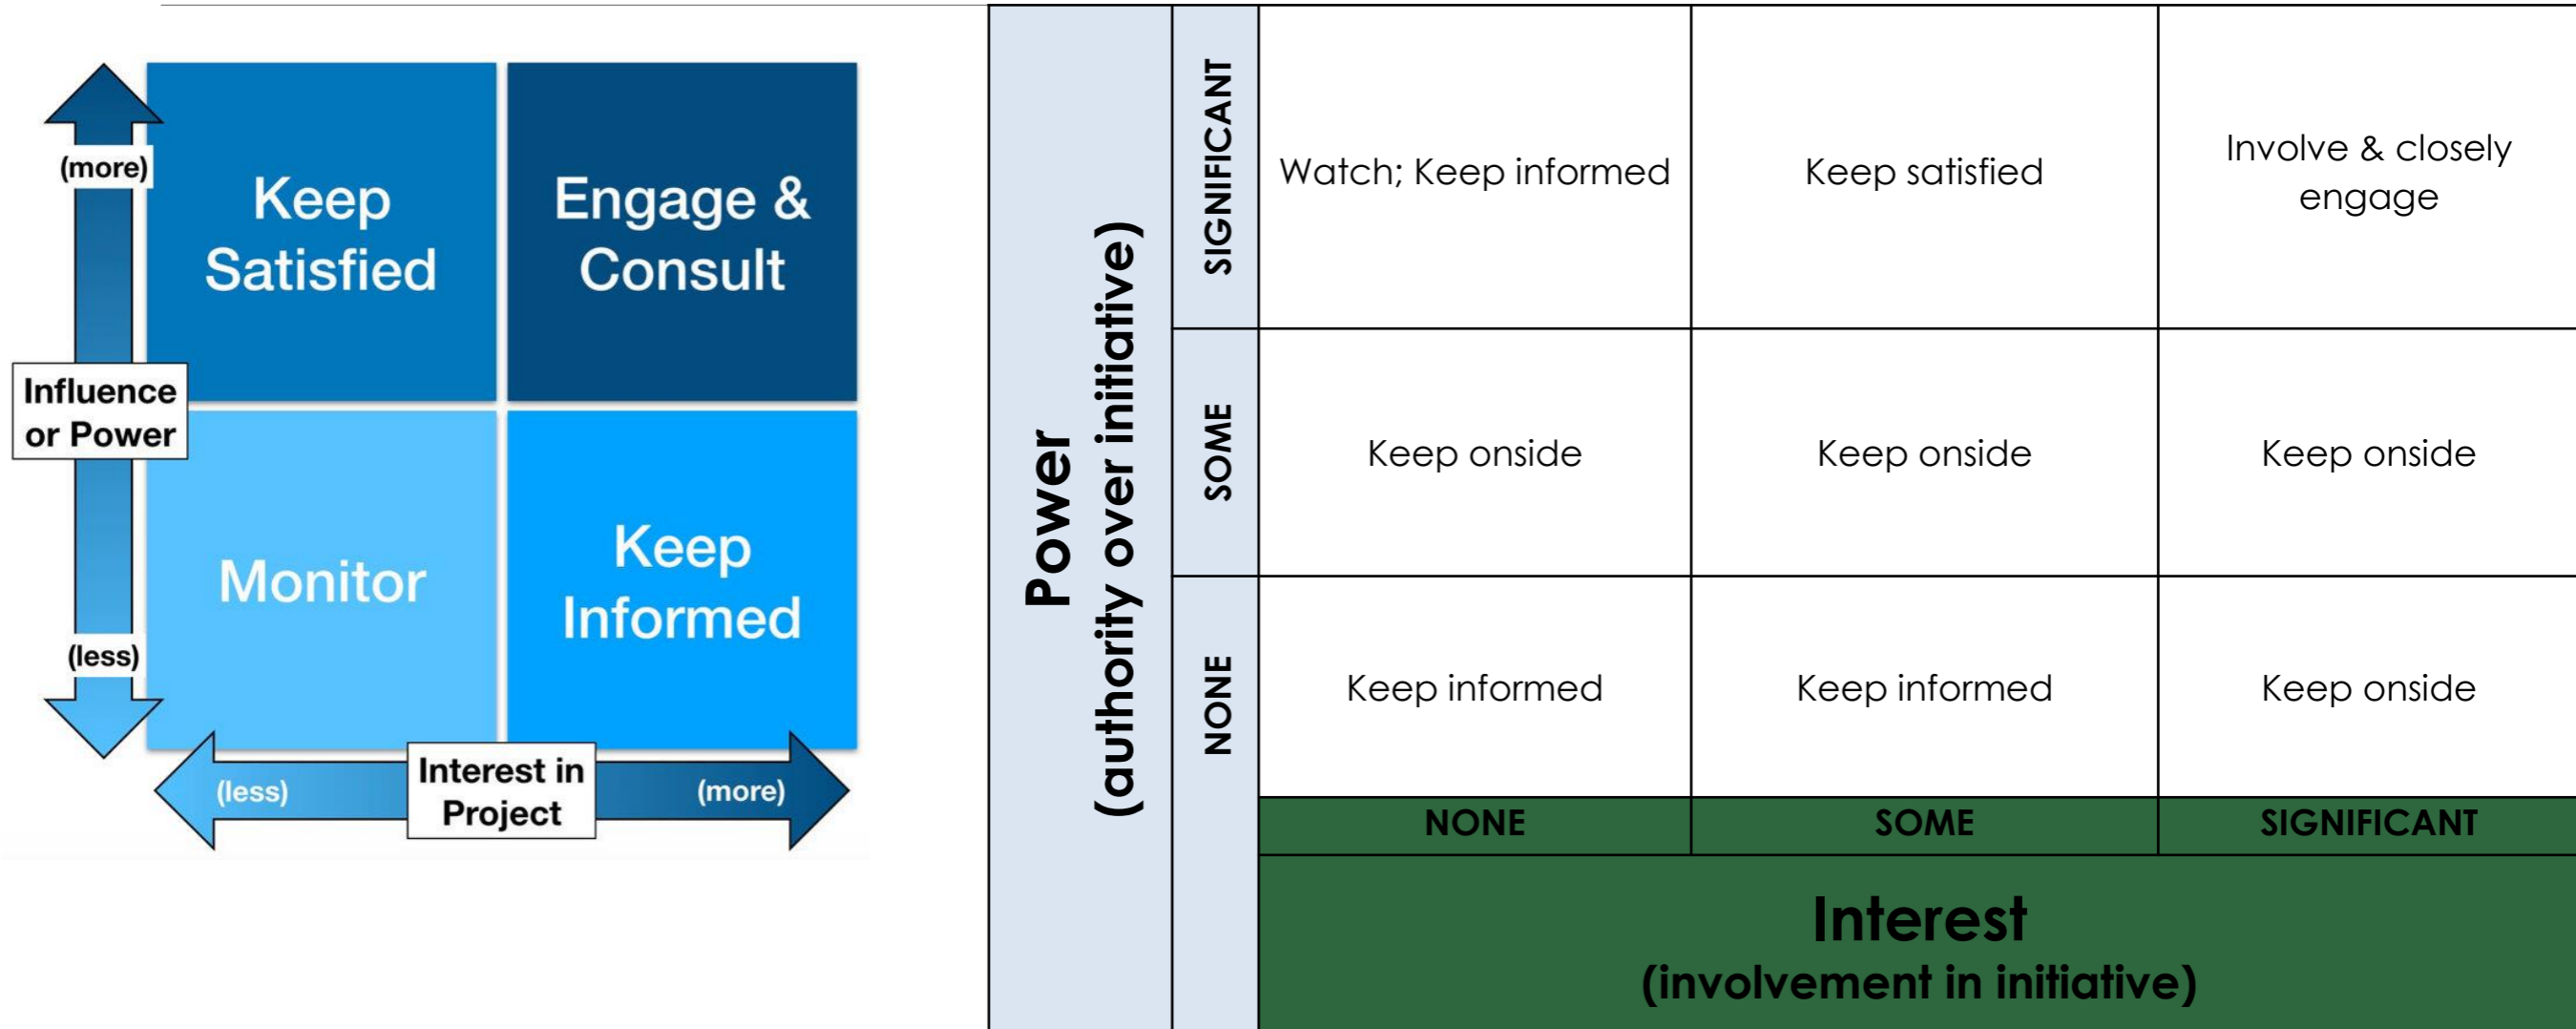 (more)
Keep
Satisfied
Engage &
Consult
Influence
or Power
Monitor
Keep
Informed
(less)
(less)
Interest in
Project
(more)
Power
(authority over initiative)
SIGNIFICANT
Watch; Keep informed
Keep satisfied
Involve & closely
engage
SOME
Keep onside
Keep onside
Keep onside
NONE
Keep informed
Keep informed
Keep onside
NONE
SOME
SIGNIFICANT
Interest
(involvement in initiative)